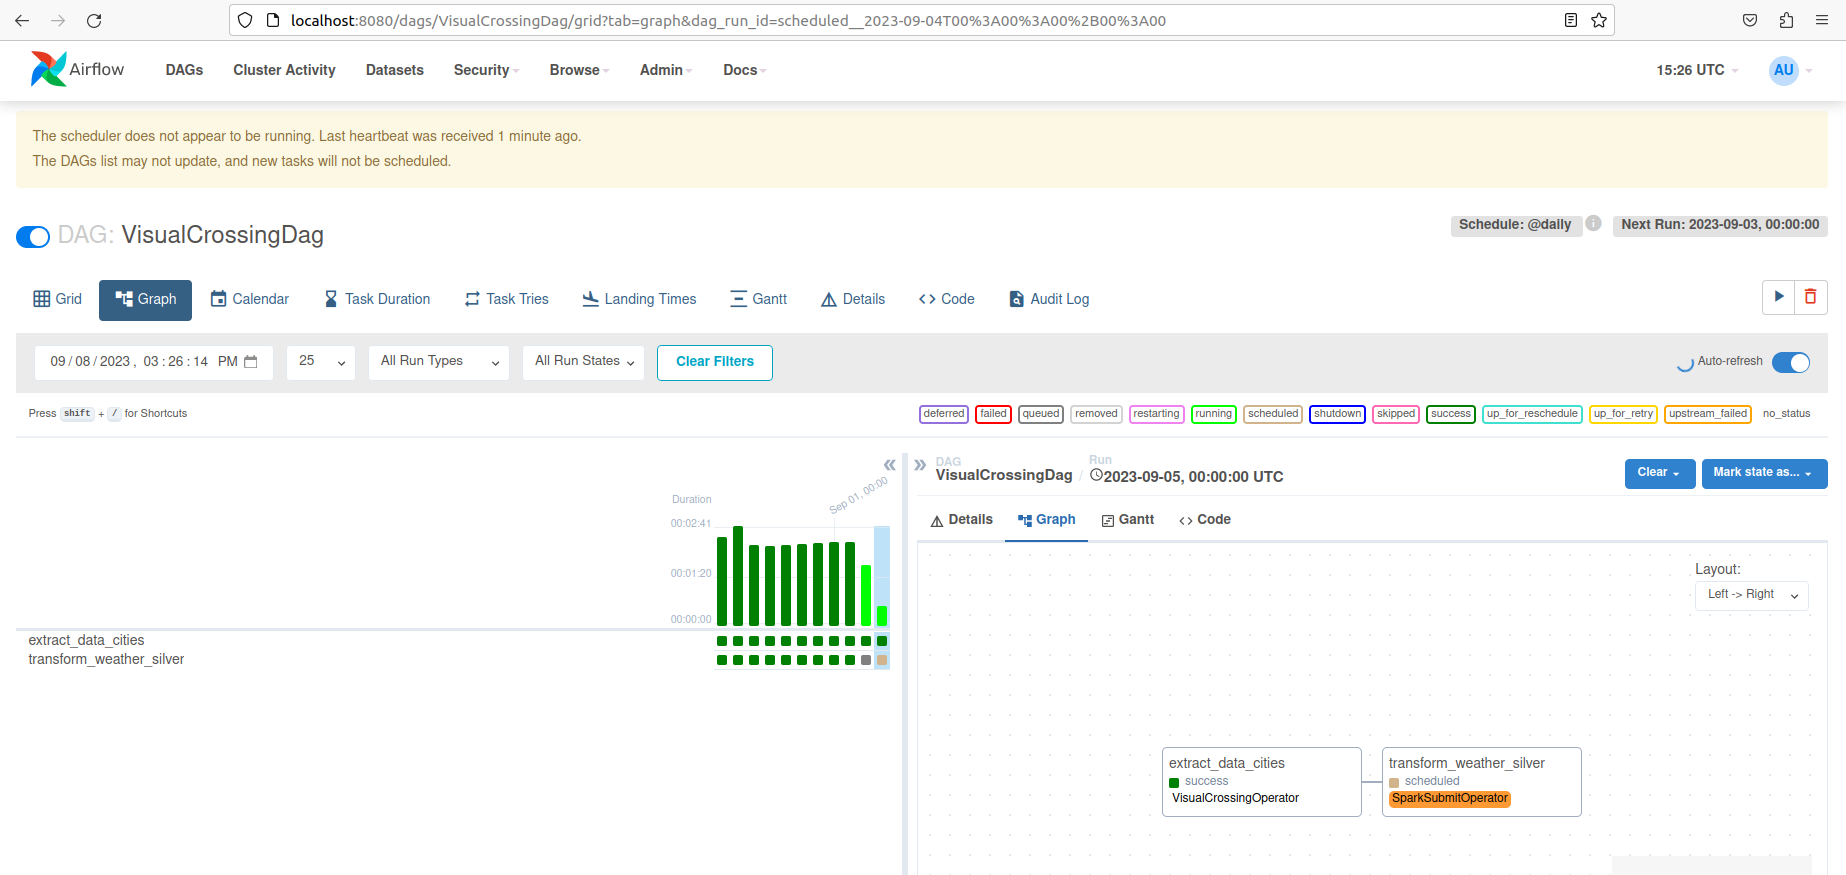 localhost:8080/dags/VisualCrossingDag/grid?tab=graph&dag_run_id=scheduled__2023-09-04T00%3A00%3A00%2B00%3A00
Airflow DAGs Cluster Activity Datasets Security Browse Admin Docs 15:26 UTC AU
The scheduler does not appear to be running. Last heartbeat was received 1 minute ago.
The DAGs list may not update, and new tasks will not be scheduled.
DAG: VisualCrossingDag Schedule: @daily i Next Run: 2023-09-03, 00:00:00
Grid Graph Calendar Task Duration Task Tries Landing Times Gantt Details Code Audit Log
09/08/2023, 03:26:14 PM 25 All Run Types All Run States Clear Filters Auto-refresh
Press shift + / for Shortcuts deferred failed queued removed restarting running scheduled shutdown skipped success up_for_reschedule up_for_retry upstream_failed no_status
« » DAG Run
VisualCrossingDag / 2023-09-05, 00:00:00 UTC Clear Mark state as...
Sep 01, 00:00
Duration
00:02:41
00:01:20
00:00:00
extract_data_cities
transform_weather_silver
Details Graph Gantt Code
Layout:
Left -> Right
extract_data_cities
success
VisualCrossingOperator
transform_weather_silver
scheduled
SparkSubmitOperator